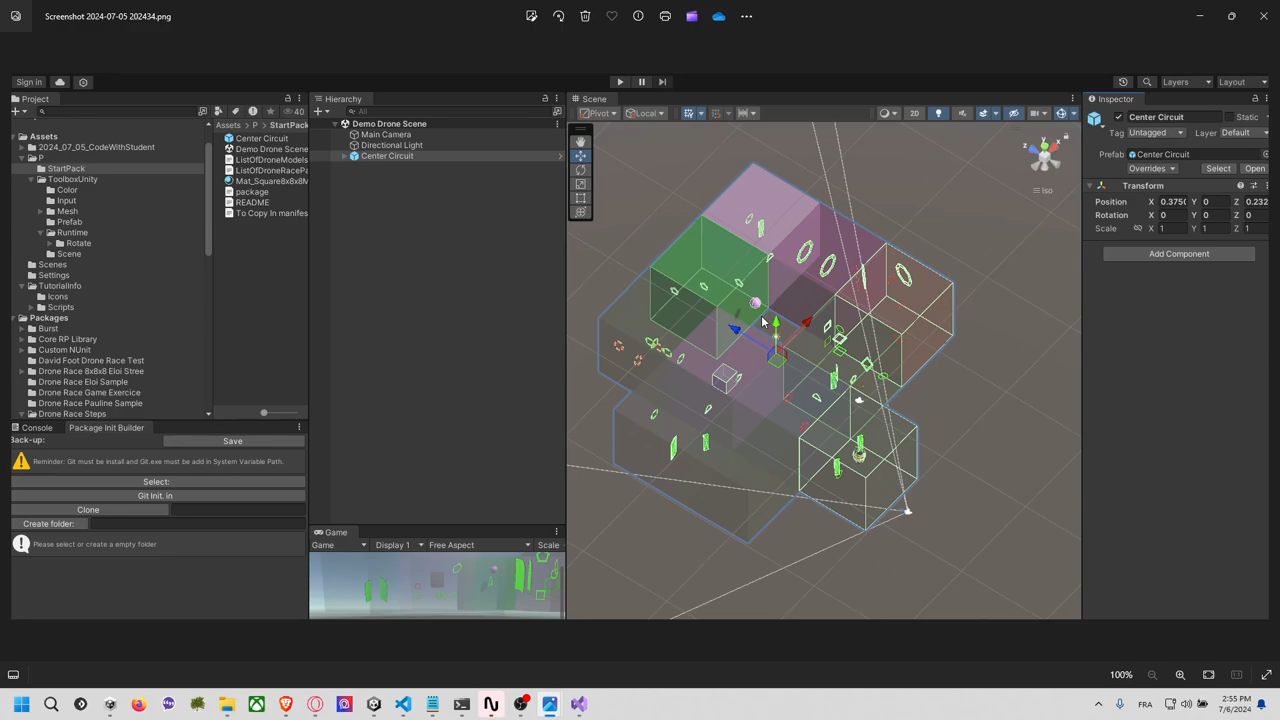 Screenshot 2024-07-05 202434.png
Sign in
Layers
Layout
Project
Hierarchy
Scene
Inspector
40
All
Pivot
Local
2D
Center Circuit
Static
Tag Untagged
Layer Default
Prefab Center Circuit
Overrides
Select
Open
Transform
Position X 0.375( Y 0 Z 0.232
Rotation X 0 Y 0 Z 0
Scale X 1 Y 1 Z 1
Add Component
Assets
2024_07_05_CodeWithStudent
P
StartPack
ToolboxUnity
Color
Input
Mesh
Prefab
Runtime
Rotate
Scene
Scenes
Settings
TutorialInfo
Icons
Scripts
Packages
Burst
Core RP Library
Custom NUnit
David Foot Drone Race Test
Drone Race 8x8x8 Eloi Stree
Drone Race Eloi Sample
Drone Race Game Exercice
Drone Race Pauline Sample
Drone Race Steps
Assets > P > StartPack
Center Circuit
Demo Drone Scene
ListOfDroneModels
ListOfDroneRacePa
Mat_Square8x8x8M
package
README
To Copy In manifes
Demo Drone Scene
Main Camera
Directional Light
Center Circuit
y
x
z
Iso
Console
Package Init Builder
Back-up:
Save
Reminder: Git must be install and Git.exe must be add in System Variable Path.
Select:
Git Init. in
Clone
Create folder:
Please select or create a empty folder
Game
Game
Display 1
Free Aspect
Scale
100%
FRA
2:55 PM
7/6/2024